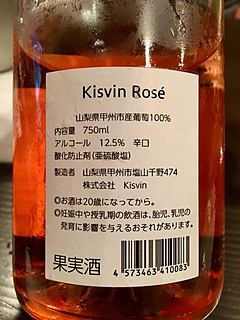 Kisvin Rosé
山梨県甲州市産葡萄100%
内容量　750ml
アルコール　12.5%　辛口
酸化防止剤(亜硫酸塩)
製造者　山梨県甲州市塩山千野474
株式会社　Kisvin
◎お酒は20歳になってから。
◎妊娠中や授乳期の飲酒は、胎児、乳児の
発育に影響を与えるおそれがあります。
果実酒
4 573463 410083